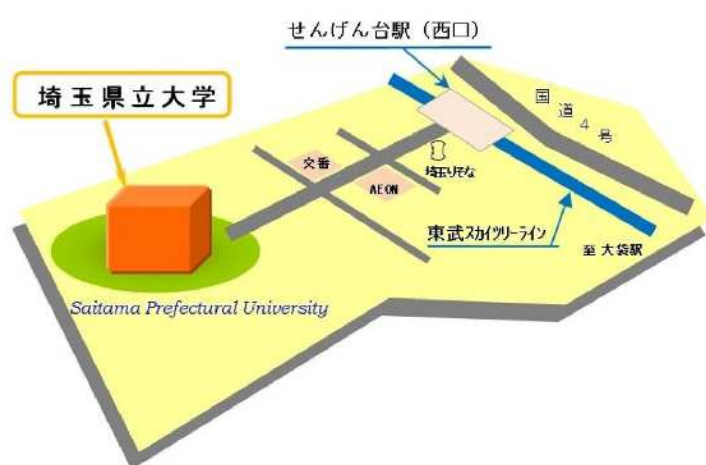 せんげん台駅(西口)
埼玉県立大学
国道4号
交番
埼玉りそな
AEON
東武スカイツリーライン
至 大袋駅
Saitama Prefectural University